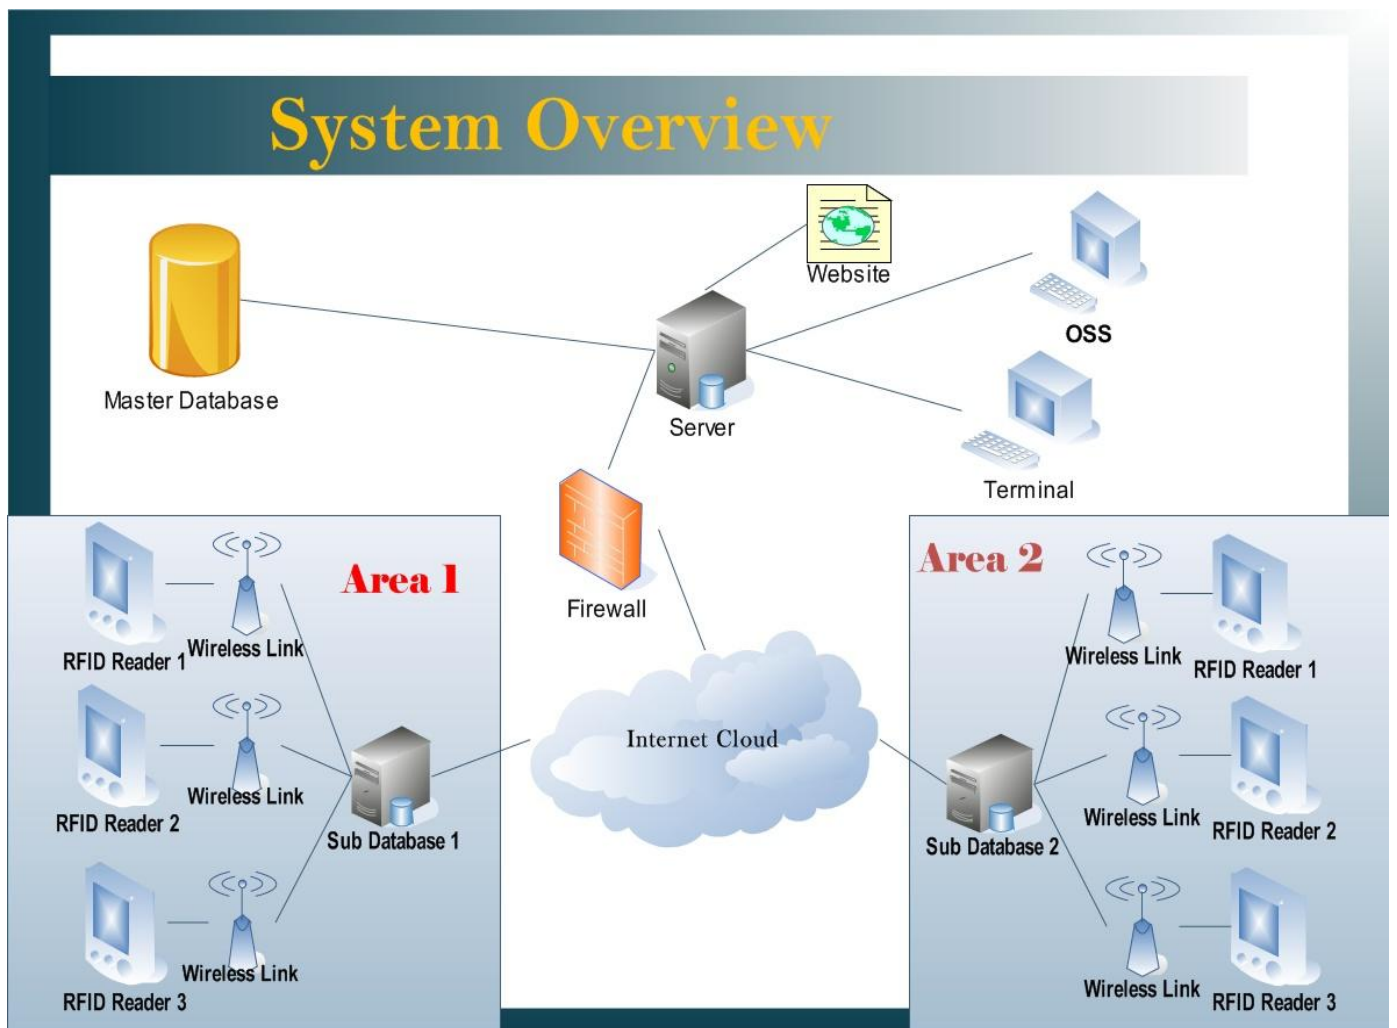 System Overview
Website
OSS
Master Database
Server
Terminal
Firewall
Internet Cloud
Area 1
RFID Reader 1
Wireless Link
RFID Reader 2
Wireless Link
Sub Database 1
RFID Reader 3
Wireless Link
Area 2
Wireless Link
RFID Reader 1
Wireless Link
RFID Reader 2
Sub Database 2
Wireless Link
RFID Reader 3